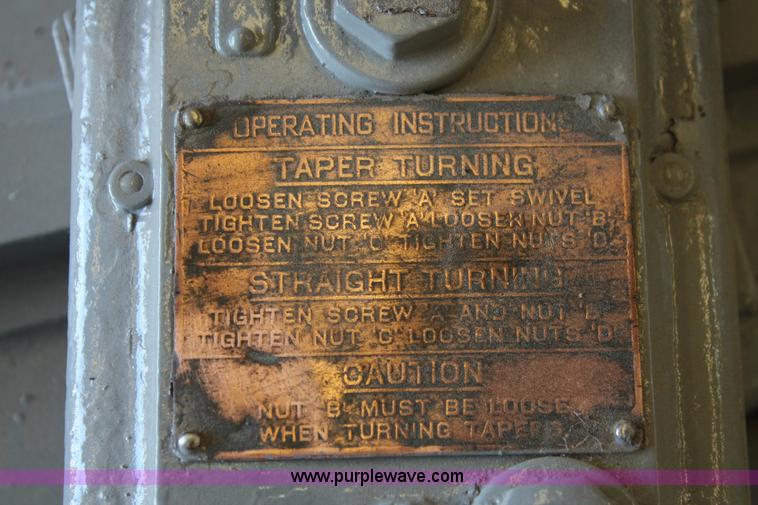 OPERATING INSTRUCTIONS
TAPER TURNING
LOOSEN SCREW 'A' SET SWIVEL
TIGHTEN SCREW 'A' LOOSEN NUT 'B'
LOOSEN NUT 'C' TIGHTEN NUTS 'D'
STRAIGHT TURNING
TIGHTEN SCREW 'A' AND NUT 'B'
TIGHTEN NUT 'C' LOOSEN NUTS 'D'
CAUTION
NUT 'B' MUST BE LOOSE
WHEN TURNING TAPERS
www.purplewave.com